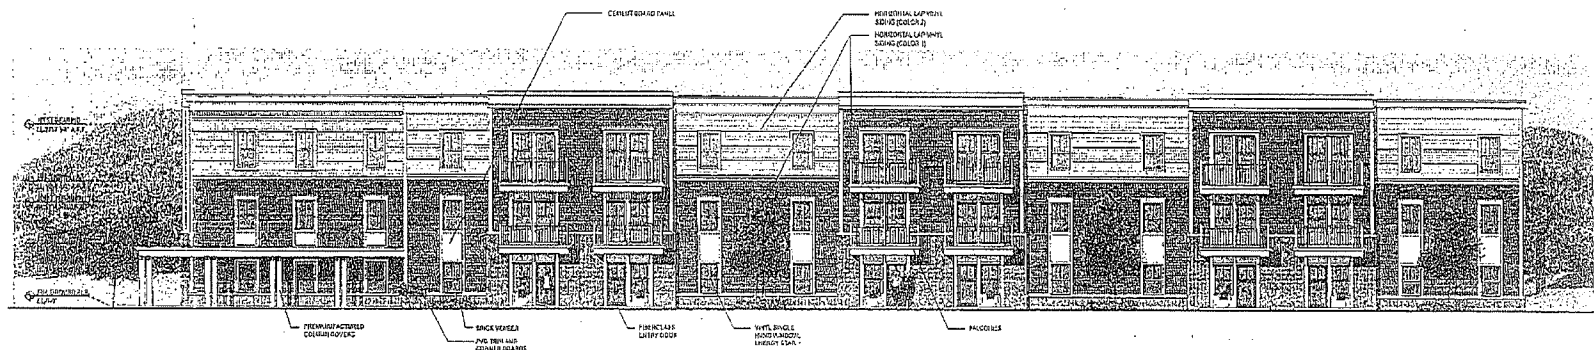 CEMENT BOARD PANEL
HORIZONTAL LAP VINYL
SIDING (COLOR 2)
HORIZONTAL LAP VINYL
SIDING (COLOR 1)
PREMANUFACTURED
COLUMN COVERS
BRICK VENEER
PVC TRIM AND
CORNER BOARDS
FIBERGLASS
ENTRY DOOR
VINYL SINGLE
HUNG WINDOW,
ENERGY STAR
BALCONIES